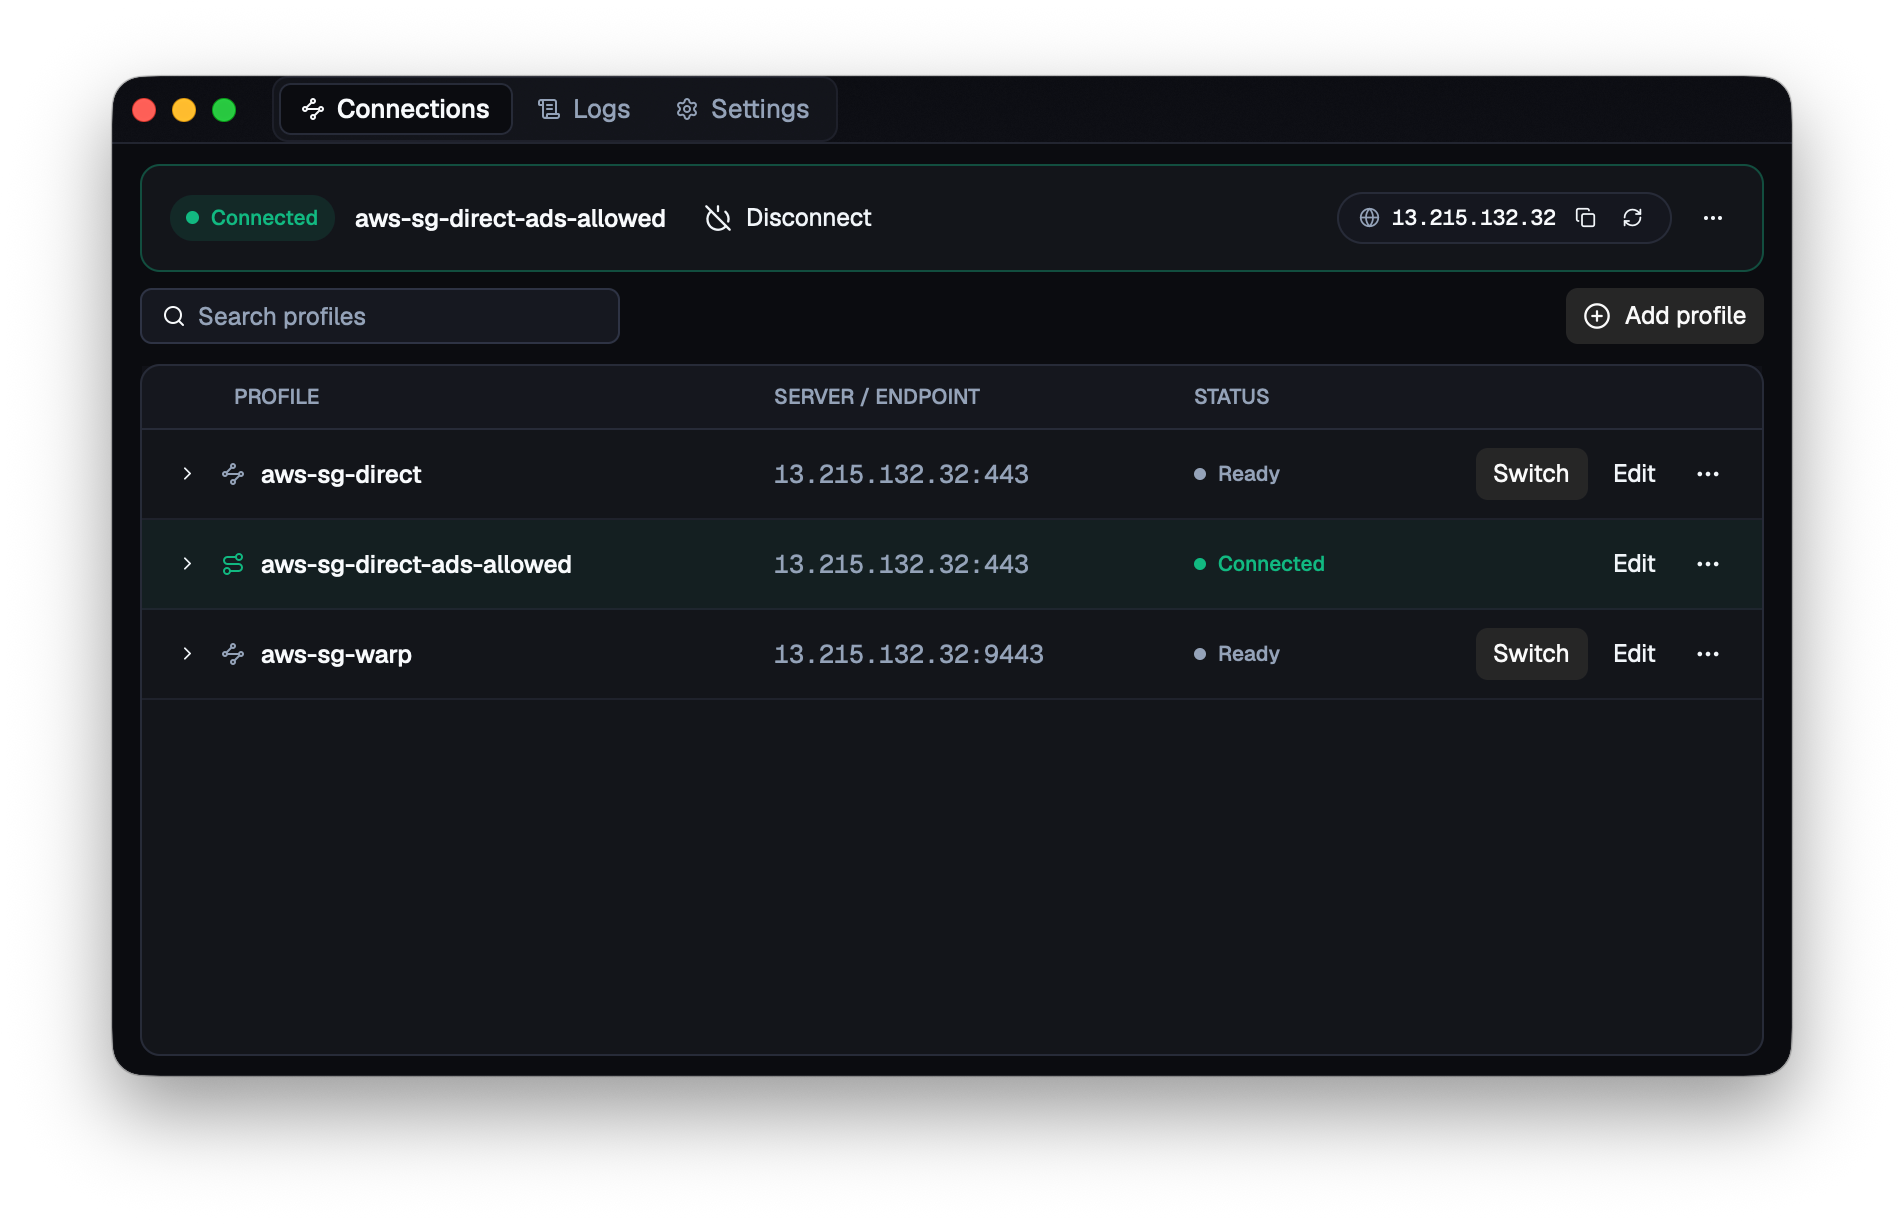 Connections Logs Settings
Connected aws-sg-direct-ads-allowed Disconnect 13.215.132.32
Search profiles Add profile
PROFILE SERVER / ENDPOINT STATUS
aws-sg-direct 13.215.132.32:443 Ready Switch Edit
aws-sg-direct-ads-allowed 13.215.132.32:443 Connected Edit
aws-sg-warp 13.215.132.32:9443 Ready Switch Edit